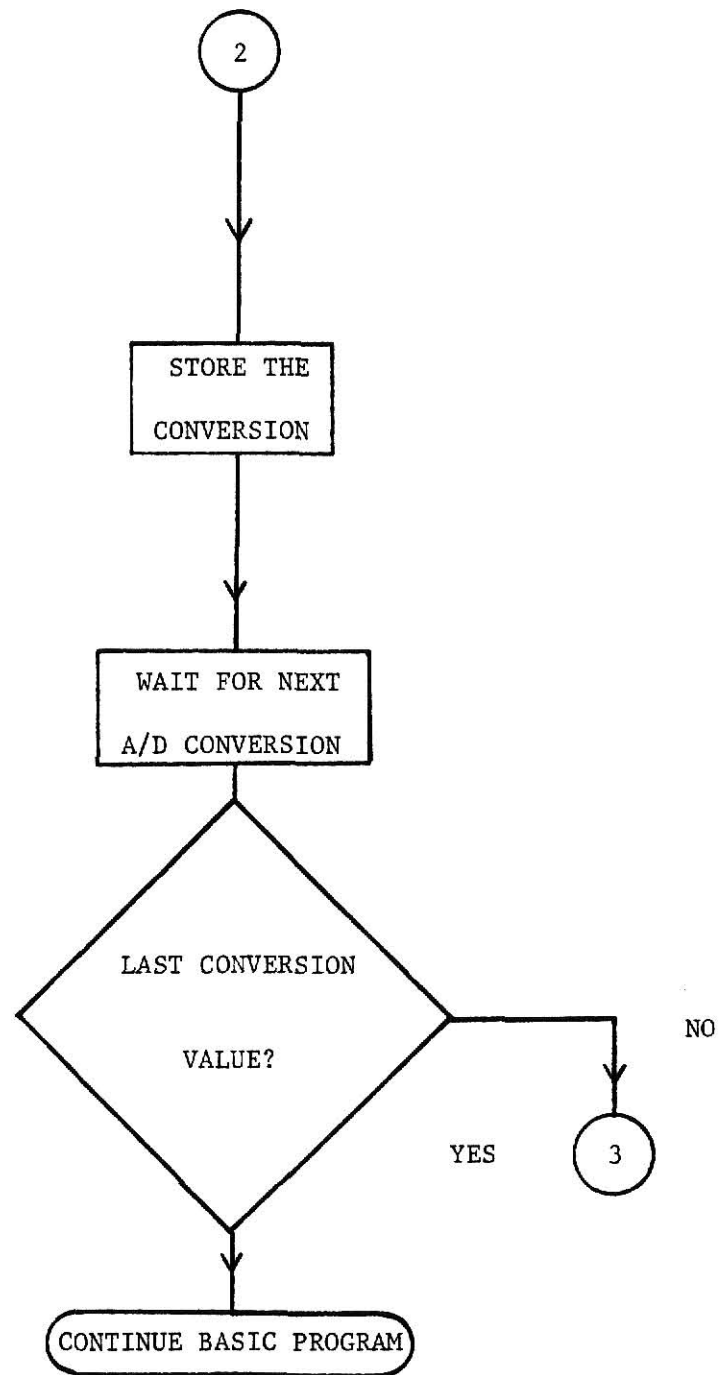 2
STORE THE
CONVERSION
WAIT FOR NEXT
A/D CONVERSION
LAST CONVERSION
VALUE?
NO
YES
3
CONTINUE BASIC PROGRAM